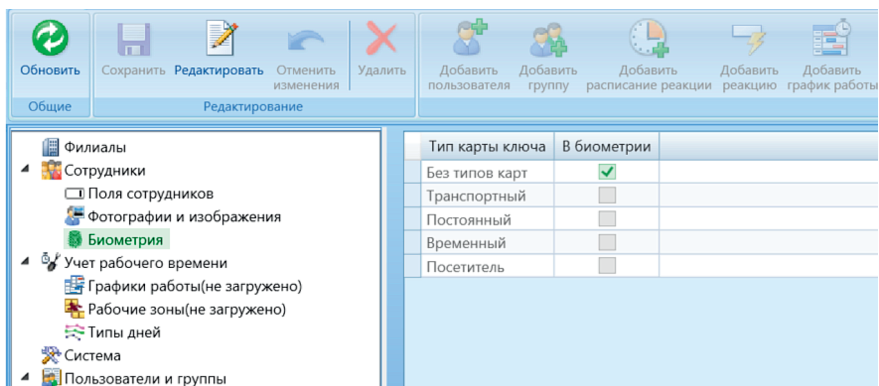 Обновить
Сохранить Редактировать Отменить изменения Удалить
Добавить пользователя Добавить группу Добавить расписание реакции Добавить реакцию Добавить график работы
Общие
Редактирование
Филиалы
Сотрудники
Поля сотрудников
Фотографии и изображения
Биометрия
Учет рабочего времени
Графики работы(не загружено)
Рабочие зоны(не загружено)
Типы дней
Система
Пользователи и группы
Тип карты ключа В биометрии
Без типов карт
Транспортный
Постоянный
Временный
Посетитель